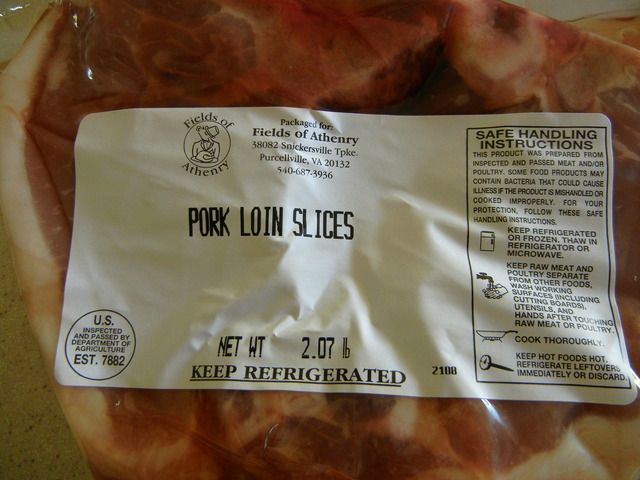 Fields of
Athenry
Packaged for:
Fields of Athenry
38082 Snickersville Tpke.
Purcellville, VA 20132
540-687-3936
PORK LOIN SLICES
U.S.
INSPECTED
AND PASSED BY
DEPARTMENT OF
AGRICULTURE
EST. 7882
NET WT 2.07 lb
KEEP REFRIGERATED
2108
SAFE HANDLING
INSTRUCTIONS
THIS PRODUCT WAS PREPARED FROM
INSPECTED AND PASSED MEAT AND/OR
POULTRY. SOME FOOD PRODUCTS MAY
CONTAIN BACTERIA THAT COULD CAUSE
ILLNESS IF THE PRODUCT IS MISHANDLED OR
COOKED IMPROPERLY. FOR YOUR
PROTECTION, FOLLOW THESE SAFE
HANDLING INSTRUCTIONS.
KEEP REFRIGERATED
OR FROZEN. THAW IN
REFRIGERATOR OR
MICROWAVE.
KEEP RAW MEAT AND
POULTRY SEPARATE
FROM OTHER FOODS,
WASH WORKING
SURFACES (INCLUDING
CUTTING BOARDS),
UTENSILS, AND
HANDS AFTER TOUCHING
RAW MEAT OR POULTRY.
COOK THOROUGHLY.
KEEP HOT FOODS HOT.
REFRIGERATE LEFTOVERS
IMMEDIATELY OR DISCARD